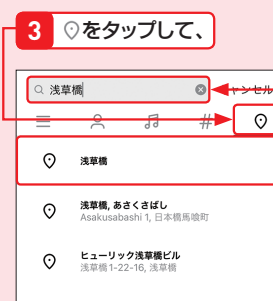 3 をタップして、
浅草橋
キャンセル
#
浅草橋
浅草橋, あさくさばし
Asakusabashi 1, 日本橋馬喰町
ヒューリック浅草橋ビル
浅草橋1-22-16, 浅草橋